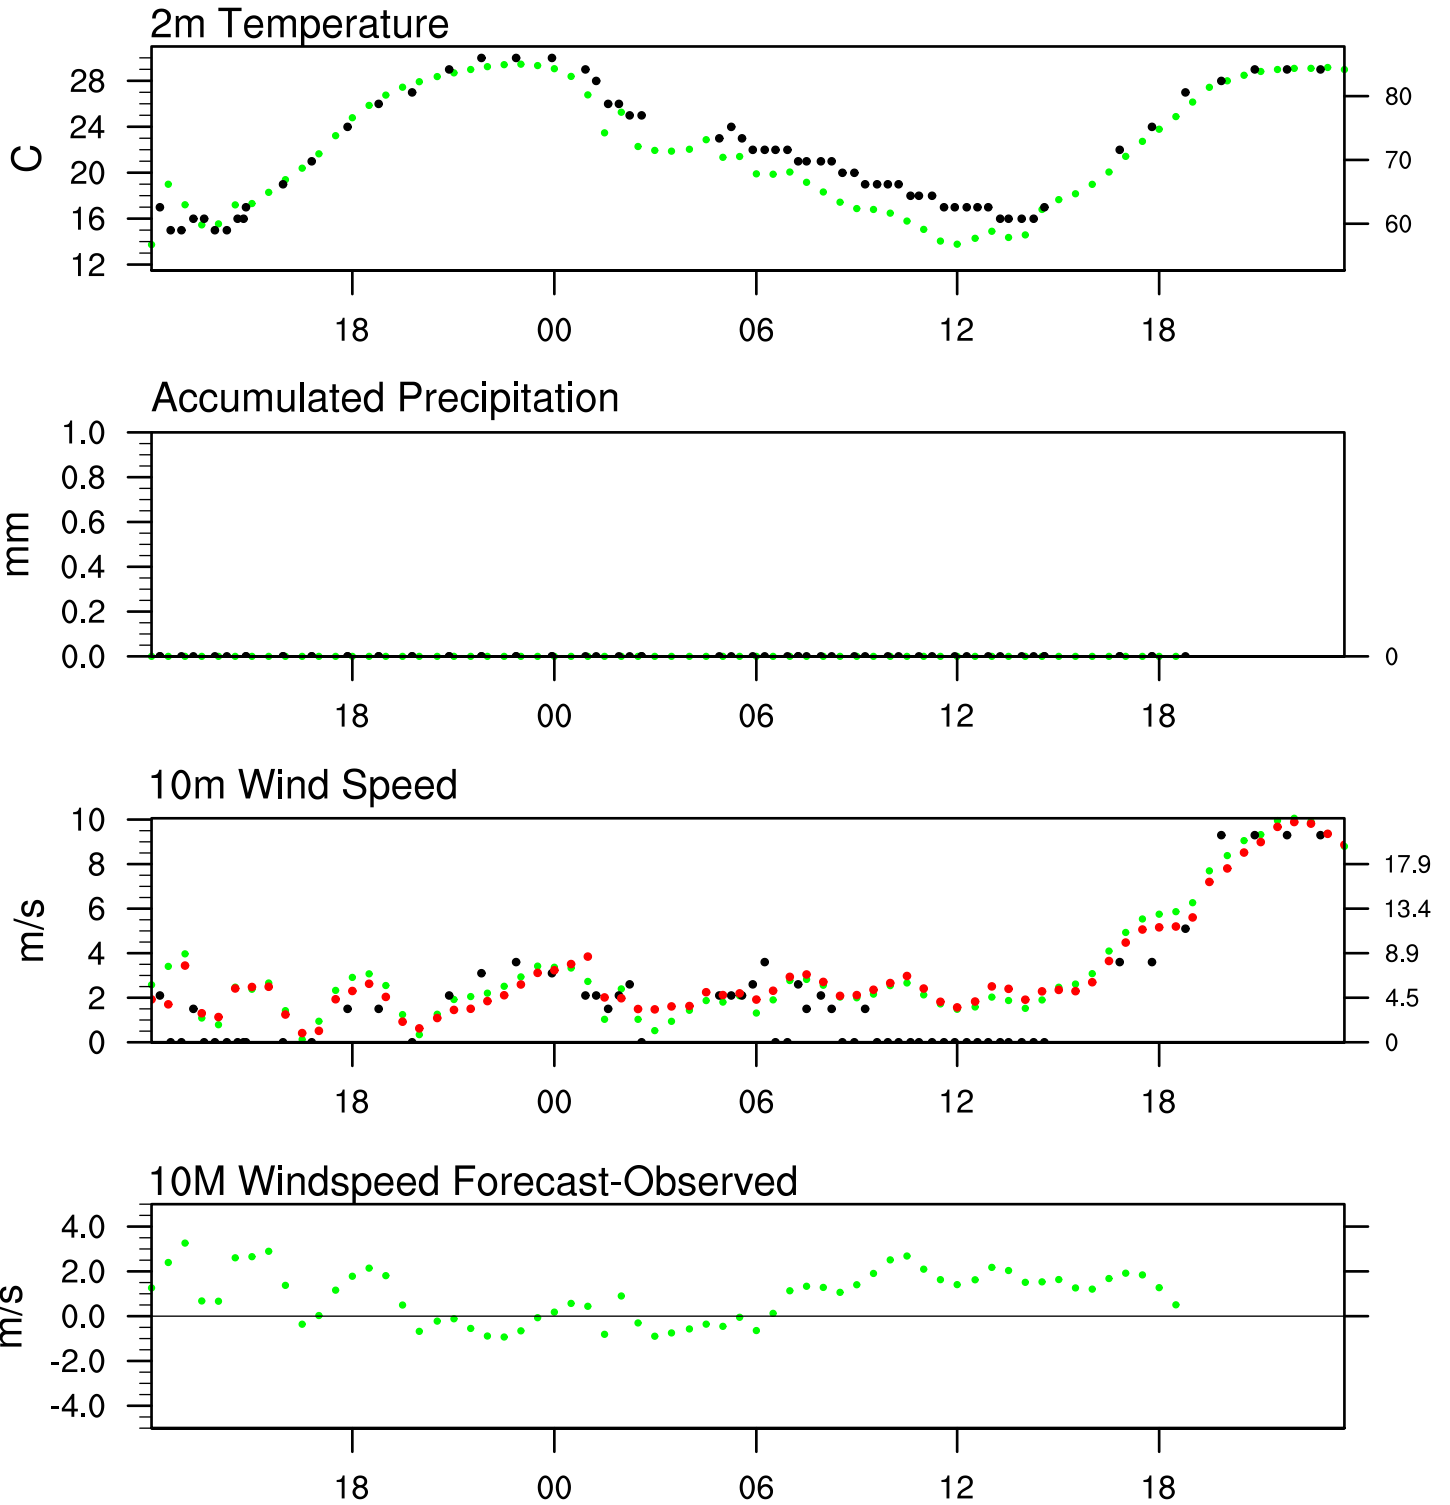 2m Temperature
28
24
20
16
12
C
80
70
60
18 00 06 12 18
Accumulated Precipitation
1.0
0.8
0.6
0.4
0.2
0.0
mm
0
18 00 06 12 18
10m Wind Speed
10
8
6
4
2
0
m/s
17.9
13.4
8.9
4.5
0
18 00 06 12 18
10M Windspeed Forecast-Observed
4.0
2.0
0.0
-2.0
-4.0
m/s
18 00 06 12 18